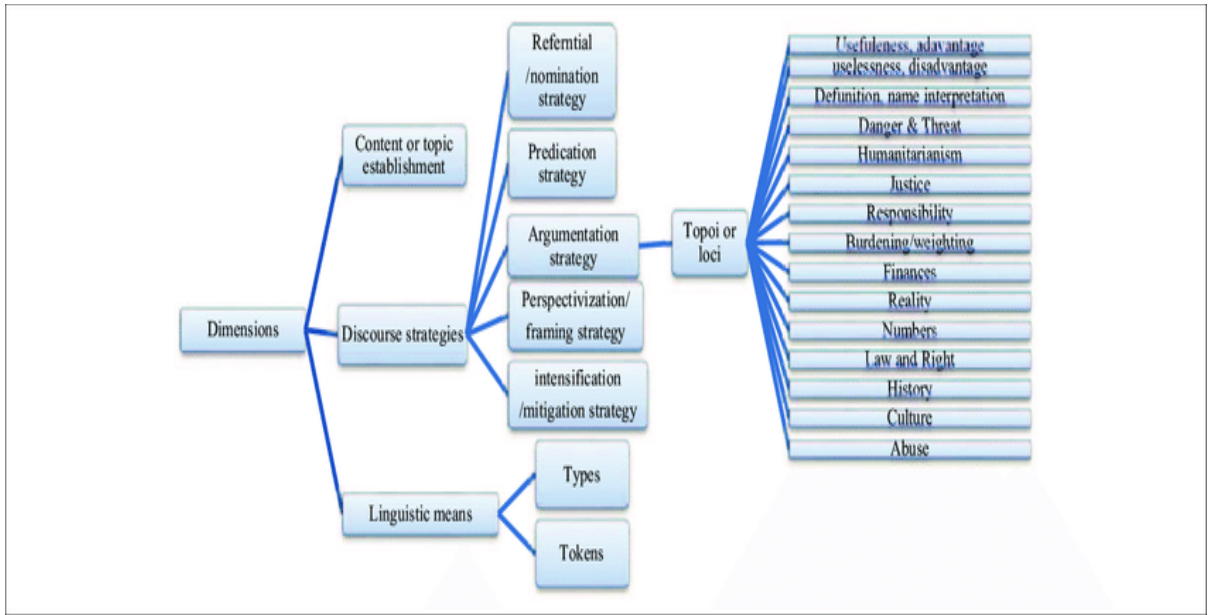 Dimensions
Content or topic
establishment
Discourse strategies
Linguistic means
Referntial
/nomination
strategy
Predication
strategy
Argumentation
strategy
Perspectivization/
framing strategy
intensification
/mitigation strategy
Types
Tokens
Topoi or
loci
Usefuleness, adavantage
uselessness, disadvantage
Defunition, name interpretation
Danger & Threat
Humanitarianism
Justice
Responsibility
Burdening/weighting
Finances
Reality
Numbers
Law and Right
History
Culture
Abuse